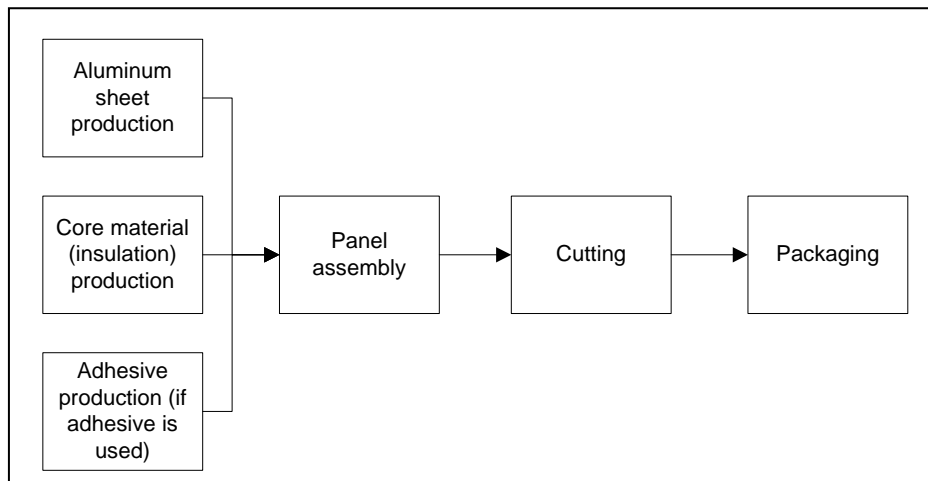 Aluminum
sheet
production
Core material
(insulation)
production
Adhesive
production (if
adhesive is
used)
Panel
assembly
Cutting
Packaging